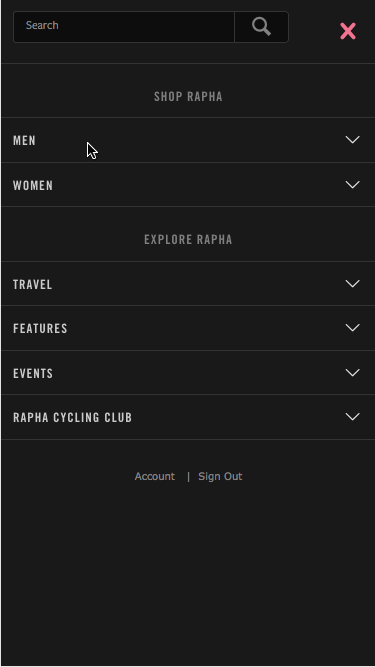 Search
SHOP RAPHA
MEN
WOMEN
EXPLORE RAPHA
TRAVEL
FEATURES
EVENTS
RAPHA CYCLING CLUB
Account | Sign Out